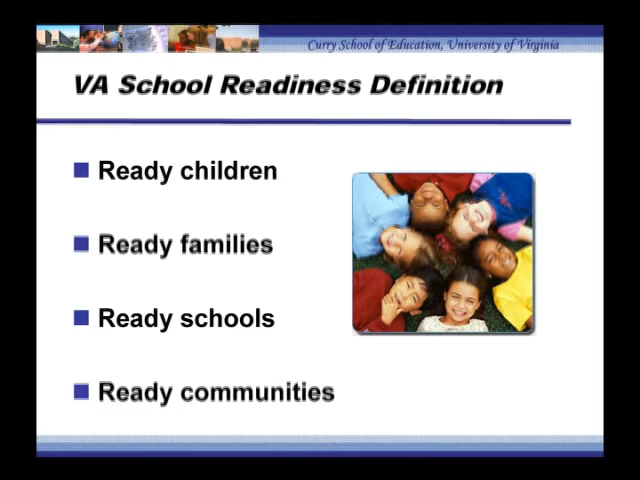 Curry School of Education, University of Virginia
VA School Readiness Definition
Ready children
Ready families
Ready schools
Ready communities